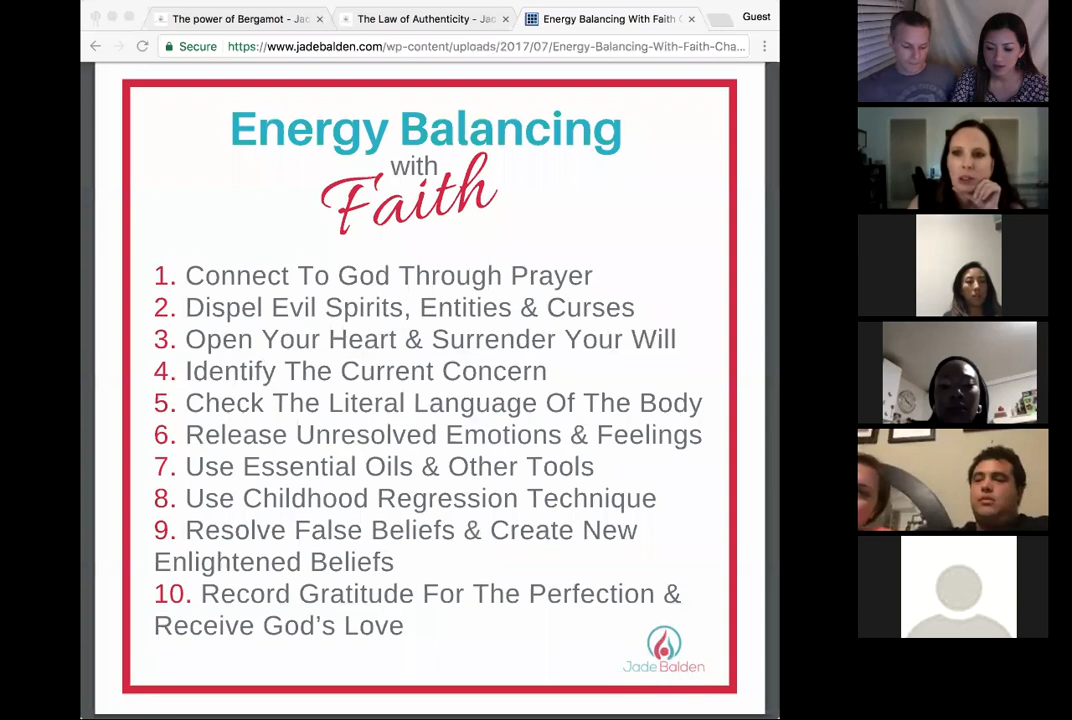 The power of Bergamot - Jad
The Law of Authenticity - Jad
Energy Balancing With Faith C
Guest
Secure
https://www.jadebalden.com/wp-content/uploads/2017/07/Energy-Balancing-With-Faith-Cha...
Energy Balancing
with
Faith
1. Connect To God Through Prayer
2. Dispel Evil Spirits, Entities & Curses
3. Open Your Heart & Surrender Your Will
4. Identify The Current Concern
5. Check The Literal Language Of The Body
6. Release Unresolved Emotions & Feelings
7. Use Essential Oils & Other Tools
8. Use Childhood Regression Technique
9. Resolve False Beliefs & Create New
Enlightened Beliefs
10. Record Gratitude For The Perfection &
Receive God's Love
Jade Balden